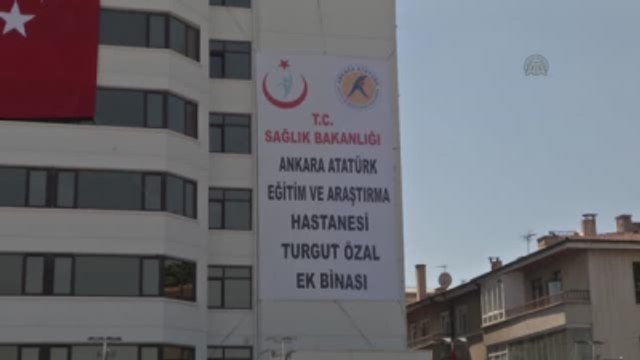 T.C.
SAĞLIK BAKANLIĞI
ANKARA ATATÜRK
EĞİTİM VE ARAŞTIRMA
HASTANESİ
TURGUT ÖZAL
EK BİNASI